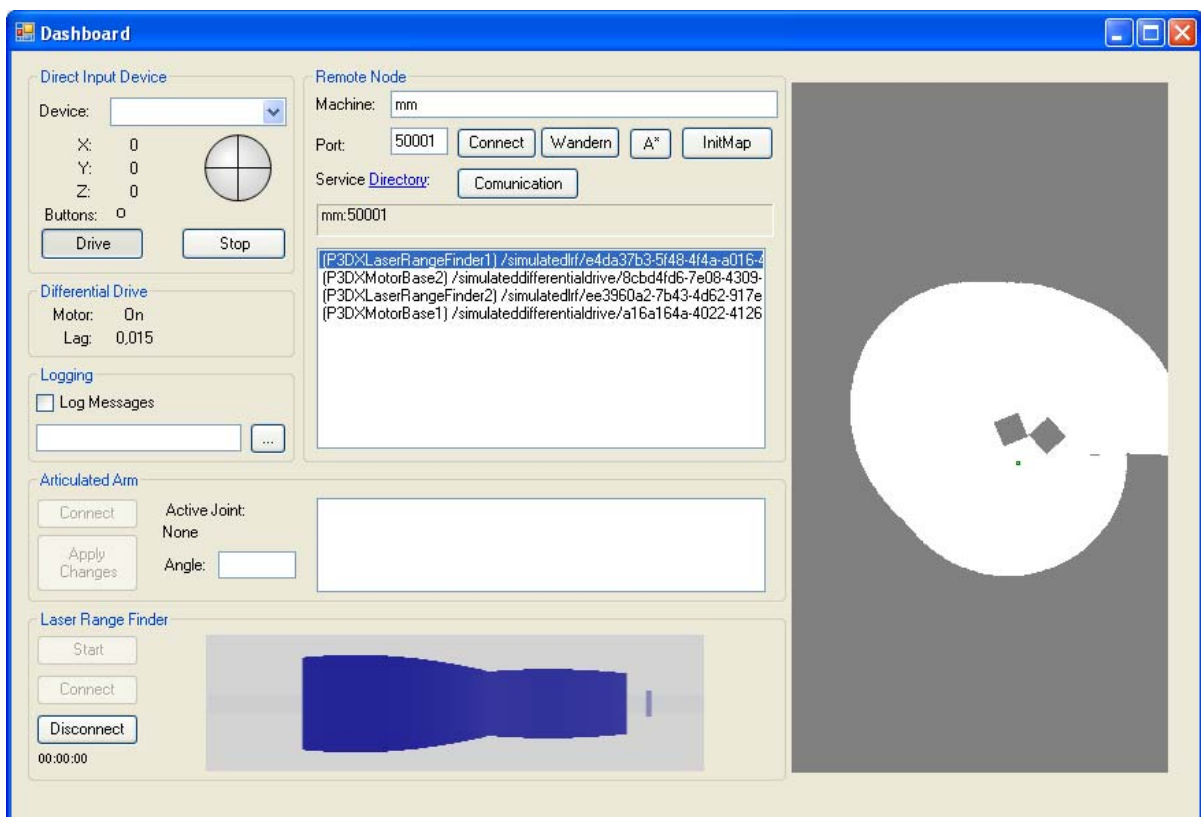 Dashboard
Direct Input Device
Device:
X: 0
Y: 0
Z: 0
Buttons: O
Drive
Stop
Differential Drive
Motor: On
Lag: 0,015
Logging
Log Messages
...
Remote Node
Machine: mm
Port: 50001 Connect Wandern A* InitMap
Service Directory: Comunication
mm:50001
(P3DXLaserRangeFinder1) /simulatedlrf/e4da37b3-5f48-4f4a-a016-4
(P3DXMotorBase2) /simulateddifferentialdrive/8cbd4fd6-7e08-4309-
(P3DXLaserRangeFinder2) /simulatedlrf/ee3960a2-7b43-4d62-917e
(P3DXMotorBase1) /simulateddifferentialdrive/a16a164a-4022-4126
Articulated Arm
Connect
Apply
Changes
Active Joint:
None
Angle:
Laser Range Finder
Start
Connect
Disconnect
00:00:00